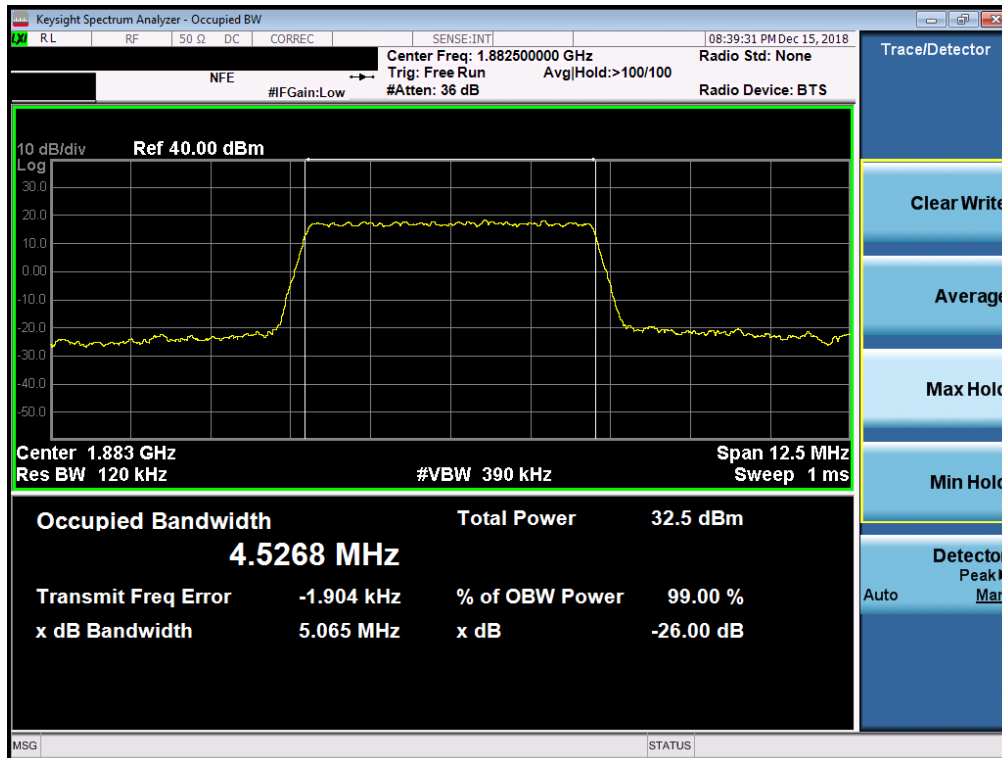 Keysight Spectrum Analyzer - Occupied BW
LXI RL RF 50 Ω DC CORREC SENSE:INT 08:39:31 PM Dec 15, 2018
Center Freq: 1.882500000 GHz Radio Std: None
NFE Trig: Free Run Avg|Hold:>100/100
#IFGain:Low #Atten: 36 dB Radio Device: BTS
10 dB/div Ref 40.00 dBm
Log
30.0
20.0
10.0
0.00
-10.0
-20.0
-30.0
-40.0
-50.0
Center 1.883 GHz Span 12.5 MHz
Res BW 120 kHz #VBW 390 kHz Sweep 1 ms
Occupied Bandwidth Total Power 32.5 dBm
4.5268 MHz
Transmit Freq Error -1.904 kHz % of OBW Power 99.00 %
x dB Bandwidth 5.065 MHz x dB -26.00 dB
MSG STATUS
Trace/Detector
Clear Write
Average
Max Hold
Min Hold
Detector
Peak
Auto Man